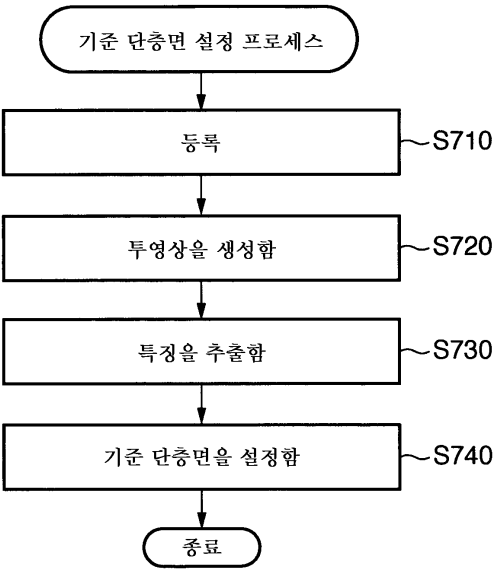 기준 단층면 설정 프로세스
등록
S710
투영상을 생성함
S720
특징을 추출함
S730
기준 단층면을 설정함
S740
종료